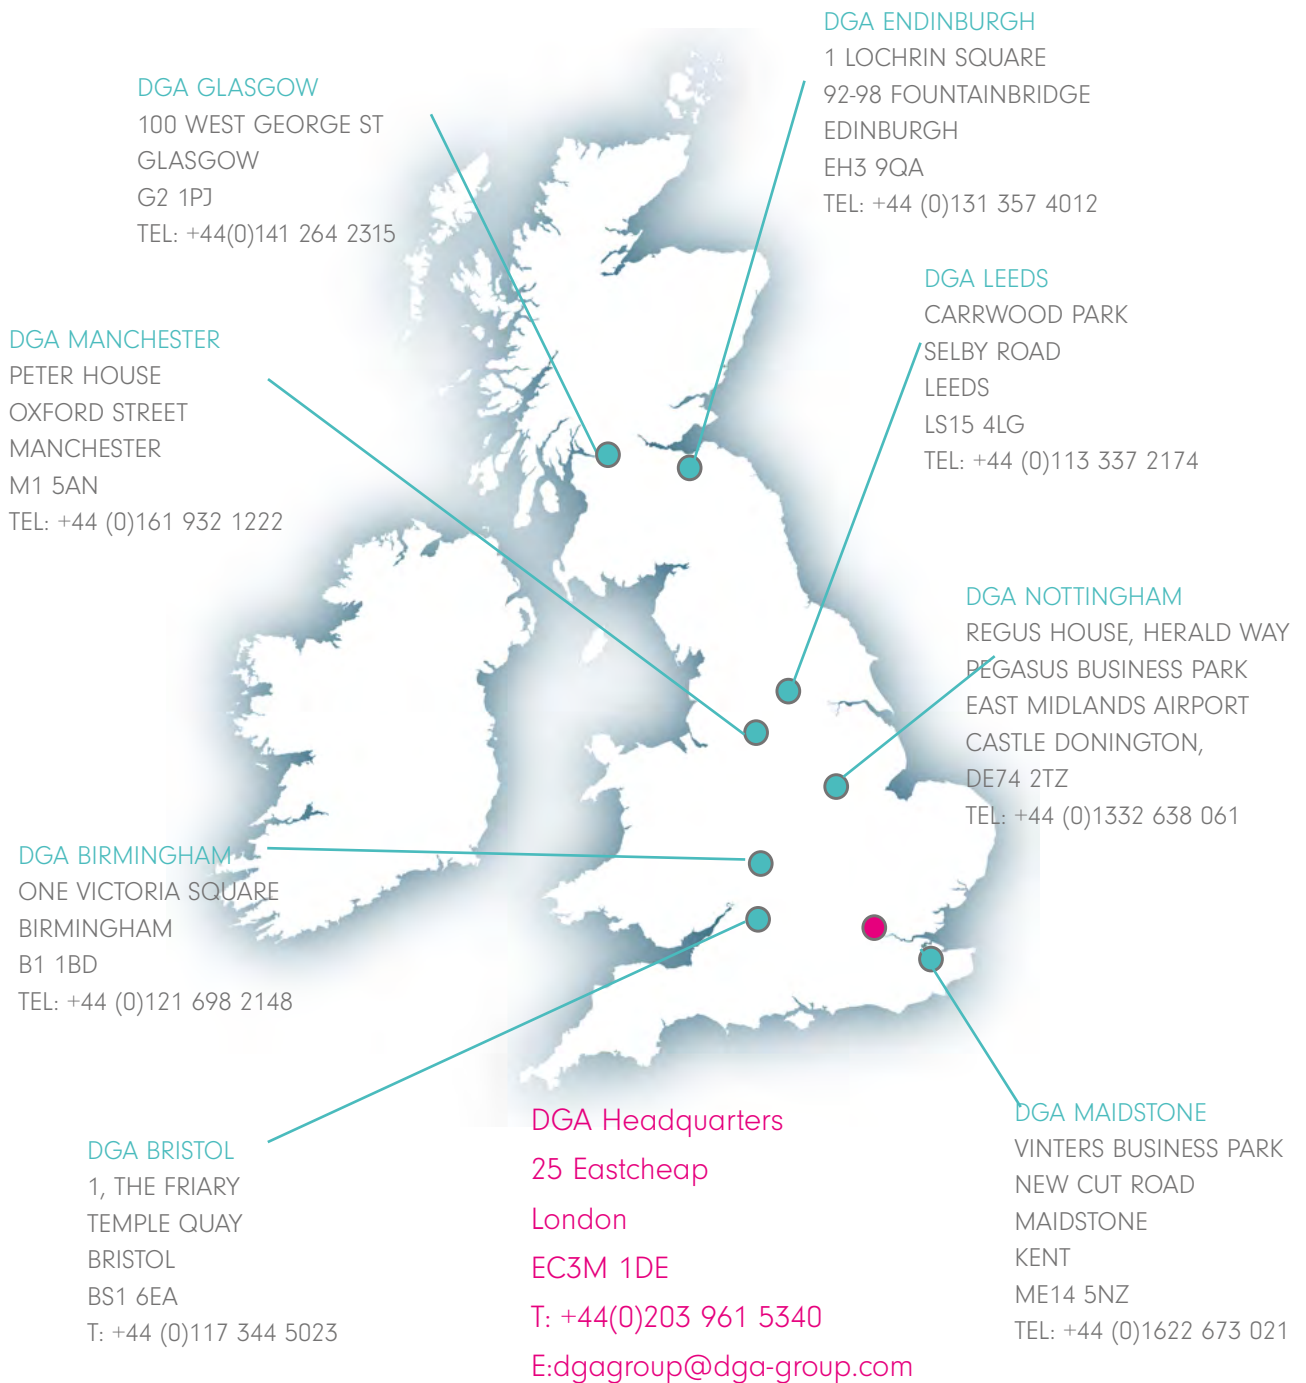 DGA ENDINBURGH
1 LOCHRIN SQUARE
92-98 FOUNTAINBRIDGE
EDINBURGH
EH3 9QA
TEL: +44 (0)131 357 4012
DGA GLASGOW
100 WEST GEORGE ST
GLASGOW
G2 1PJ
TEL: +44(0)141 264 2315
DGA LEEDS
CARRWOOD PARK
SELBY ROAD
LEEDS
LS15 4LG
TEL: +44 (0)113 337 2174
DGA MANCHESTER
PETER HOUSE
OXFORD STREET
MANCHESTER
M1 5AN
TEL: +44 (0)161 932 1222
DGA NOTTINGHAM
REGUS HOUSE, HERALD WAY
PEGASUS BUSINESS PARK
EAST MIDLANDS AIRPORT
CASTLE DONINGTON,
DE74 2TZ
TEL: +44 (0)1332 638 061
DGA BIRMINGHAM
ONE VICTORIA SQUARE
BIRMINGHAM
B1 1BD
TEL: +44 (0)121 698 2148
DGA BRISTOL
1, THE FRIARY
TEMPLE QUAY
BRISTOL
BS1 6EA
T: +44 (0)117 344 5023
DGA Headquarters
25 Eastcheap
London
EC3M 1DE
T: +44(0)203 961 5340
E:dgagroup@dga-group.com
DGA MAIDSTONE
VINTERS BUSINESS PARK
NEW CUT ROAD
MAIDSTONE
KENT
ME14 5NZ
TEL: +44 (0)1622 673 021